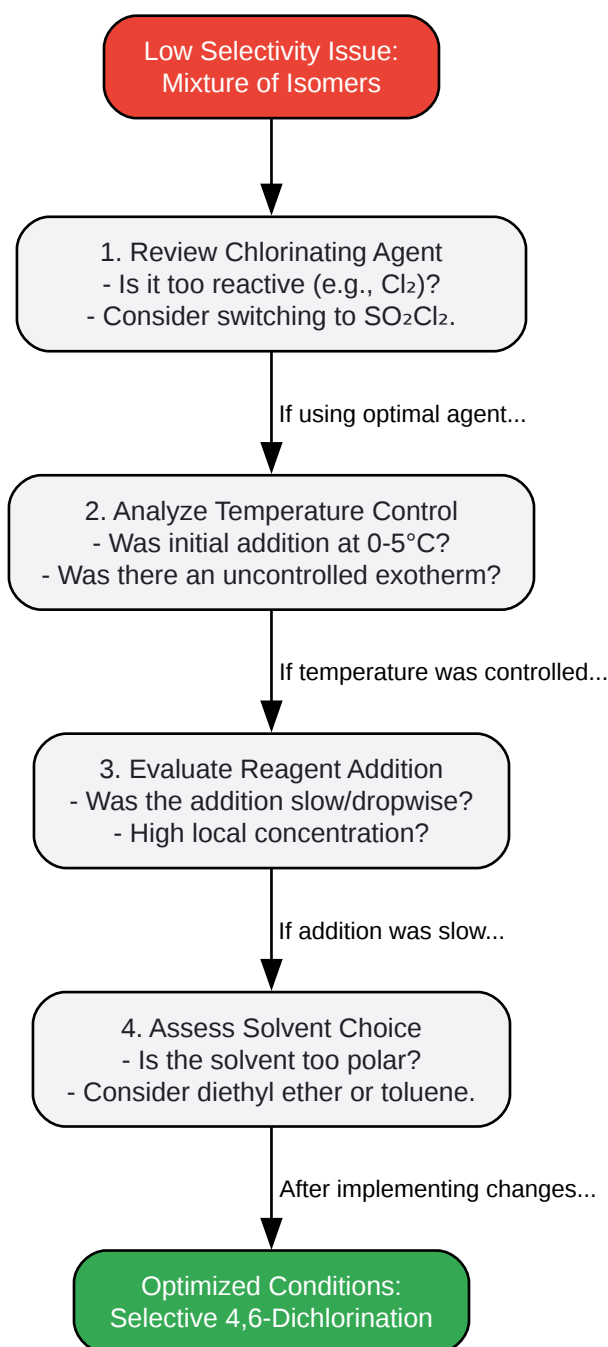 Low Selectivity Issue:
Mixture of Isomers
1. Review Chlorinating Agent
- Is it too reactive (e.g., Cl₂)?
- Consider switching to SO₂Cl₂.
If using optimal agent...
2. Analyze Temperature Control
- Was initial addition at 0-5°C?
- Was there an uncontrolled exotherm?
If temperature was controlled...
3. Evaluate Reagent Addition
- Was the addition slow/dropwise?
- High local concentration?
If addition was slow...
4. Assess Solvent Choice
- Is the solvent too polar?
- Consider diethyl ether or toluene.
After implementing changes...
Optimized Conditions:
Selective 4,6-Dichlorination